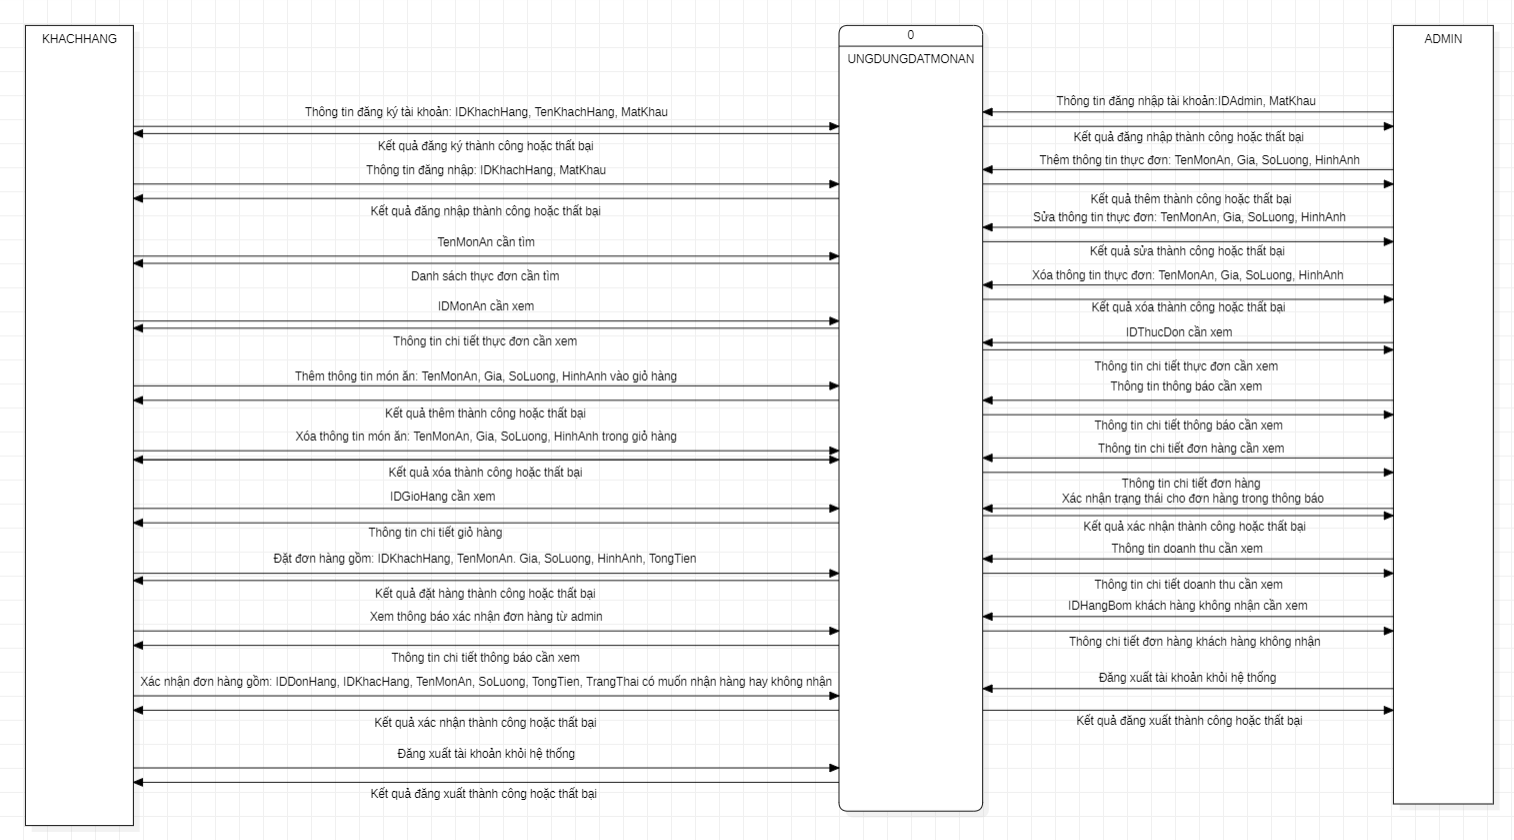 KHACHHANG
0
UNGDUNGDATMONAN
ADMIN
Thông tin đăng ký tài khoản: IDKhachHang, TenKhachHang, MatKhau
Kết quả đăng ký thành công hoặc thất bại
Thông tin đăng nhập: IDKhachHang, MatKhau
Kết quả đăng nhập thành công hoặc thất bại
TenMonAn cần tìm
Danh sách thực đơn cần tìm
IDMonAn cần xem
Thông tin chi tiết thực đơn cần xem
Thêm thông tin món ăn: TenMonAn, Gia, SoLuong, HinhAnh vào giỏ hàng
Kết quả thêm thành công hoặc thất bại
Xóa thông tin món ăn: TenMonAn, Gia, SoLuong, HinhAnh trong giỏ hàng
Kết quả xóa thành công hoặc thất bại
IDGioHang cần xem
Thông tin chi tiết giỏ hàng
Đặt đơn hàng gồm: IDKhachHang, TenMonAn. Gia, SoLuong, HinhAnh, TongTien
Kết quả đặt hàng thành công hoặc thất bại
Xem thông báo xác nhận đơn hàng từ admin
Thông tin chi tiết thông báo cần xem
Xác nhận đơn hàng gồm: IDDonHang, IDKhacHang, TenMonAn, SoLuong, TongTien, TrangThai có muốn nhận hàng hay không nhận
Kết quả xác nhận thành công hoặc thất bại
Đăng xuất tài khoản khỏi hệ thống
Kết quả đăng xuất thành công hoặc thất bại
Thông tin đăng nhập tài khoản:IDAdmin, MatKhau
Kết quả đăng nhập thành công hoặc thất bại
Thêm thông tin thực đơn: TenMonAn, Gia, SoLuong, HinhAnh
Kết quả thêm thành công hoặc thất bại
Sửa thông tin thực đơn: TenMonAn, Gia, SoLuong, HinhAnh
Kết quả sửa thành công hoặc thất bại
Xóa thông tin thực đơn: TenMonAn, Gia, SoLuong, HinhAnh
Kết quả xóa thành công hoặc thất bại
IDThucDon cần xem
Thông tin chi tiết thực đơn cần xem
Thông tin thông báo cần xem
Thông tin chi tiết thông báo cần xem
Thông tin chi tiết đơn hàng cần xem
Thông tin chi tiết đơn hàng
Xác nhận trạng thái cho đơn hàng trong thông báo
Kết quả xác nhận thành công hoặc thất bại
Thông tin doanh thu cần xem
Thông tin chi tiết doanh thu cần xem
IDHangBom khách hàng không nhận cần xem
Thông chi tiết đơn hàng khách hàng không nhận
Đăng xuất tài khoản khỏi hệ thống
Kết quả đăng xuất thành công hoặc thất bại